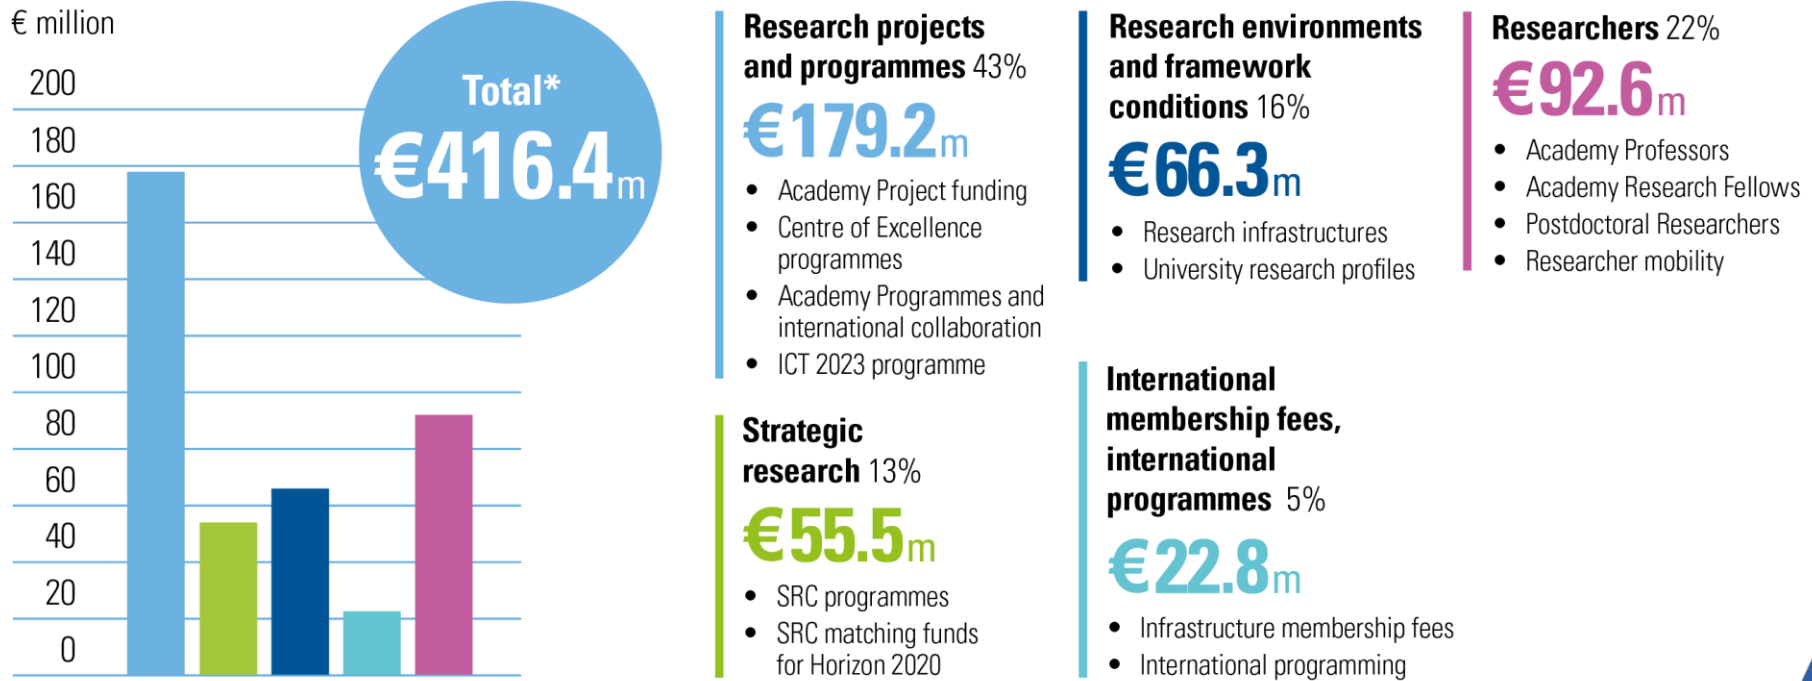 € million
200
180
160
140
120
100
80
60
40
20
0
Total*
€416.4m
Research projects
and programmes 43%
€179.2m
• Academy Project funding
• Centre of Excellence
programmes
• Academy Programmes and
international collaboration
• ICT 2023 programme
Strategic
research 13%
€55.5m
• SRC programmes
• SRC matching funds
for Horizon 2020
Research environments
and framework
conditions 16%
€66.3m
• Research infrastructures
• University research profiles
International
membership fees,
international
programmes 5%
€22.8m
• Infrastructure membership fees
• International programming
Researchers 22%
€92.6m
• Academy Professors
• Academy Research Fellows
• Postdoctoral Researchers
• Researcher mobility